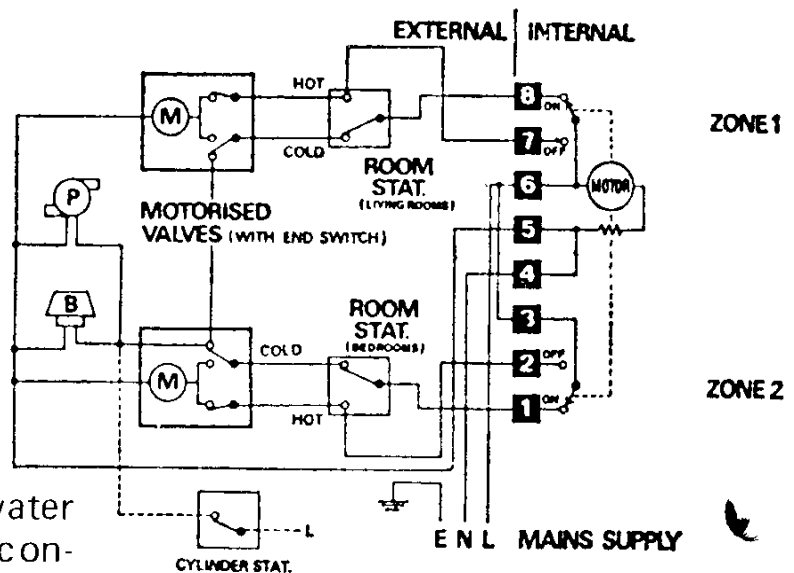 EXTERNAL INTERNAL
HOT
M
8 ON
ZONE 1
COLD
7 OFF
ROOM
STAT.
(LIVING ROOMS)
6
MOTOR
P
MOTORISED
VALVES (WITH END SWITCH)
5
4
B
ROOM
STAT.
(BEDROOMS)
3
COLD
2 OFF
M
ZONE 2
1 ON
HOT
water
con-
L
E N L MAINS SUPPLY
CYLINDER STAT.